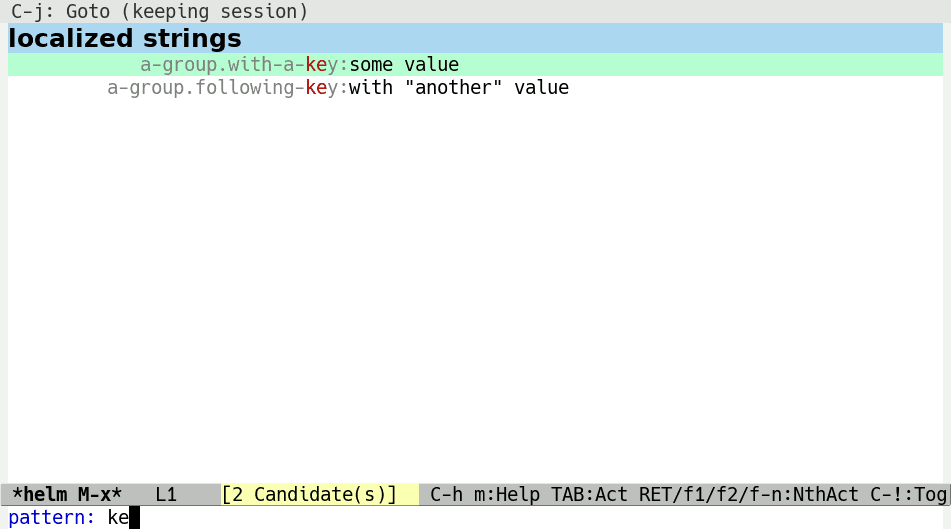 C-j: Goto (keeping session)
localized strings
a-group.with-a-key:some value
a-group.following-key:with "another" value
*helm M-x* L1 [2 Candidate(s)] C-h m:Help TAB:Act RET/f1/f2/f-n:NthAct C-!:Tog
pattern: ke